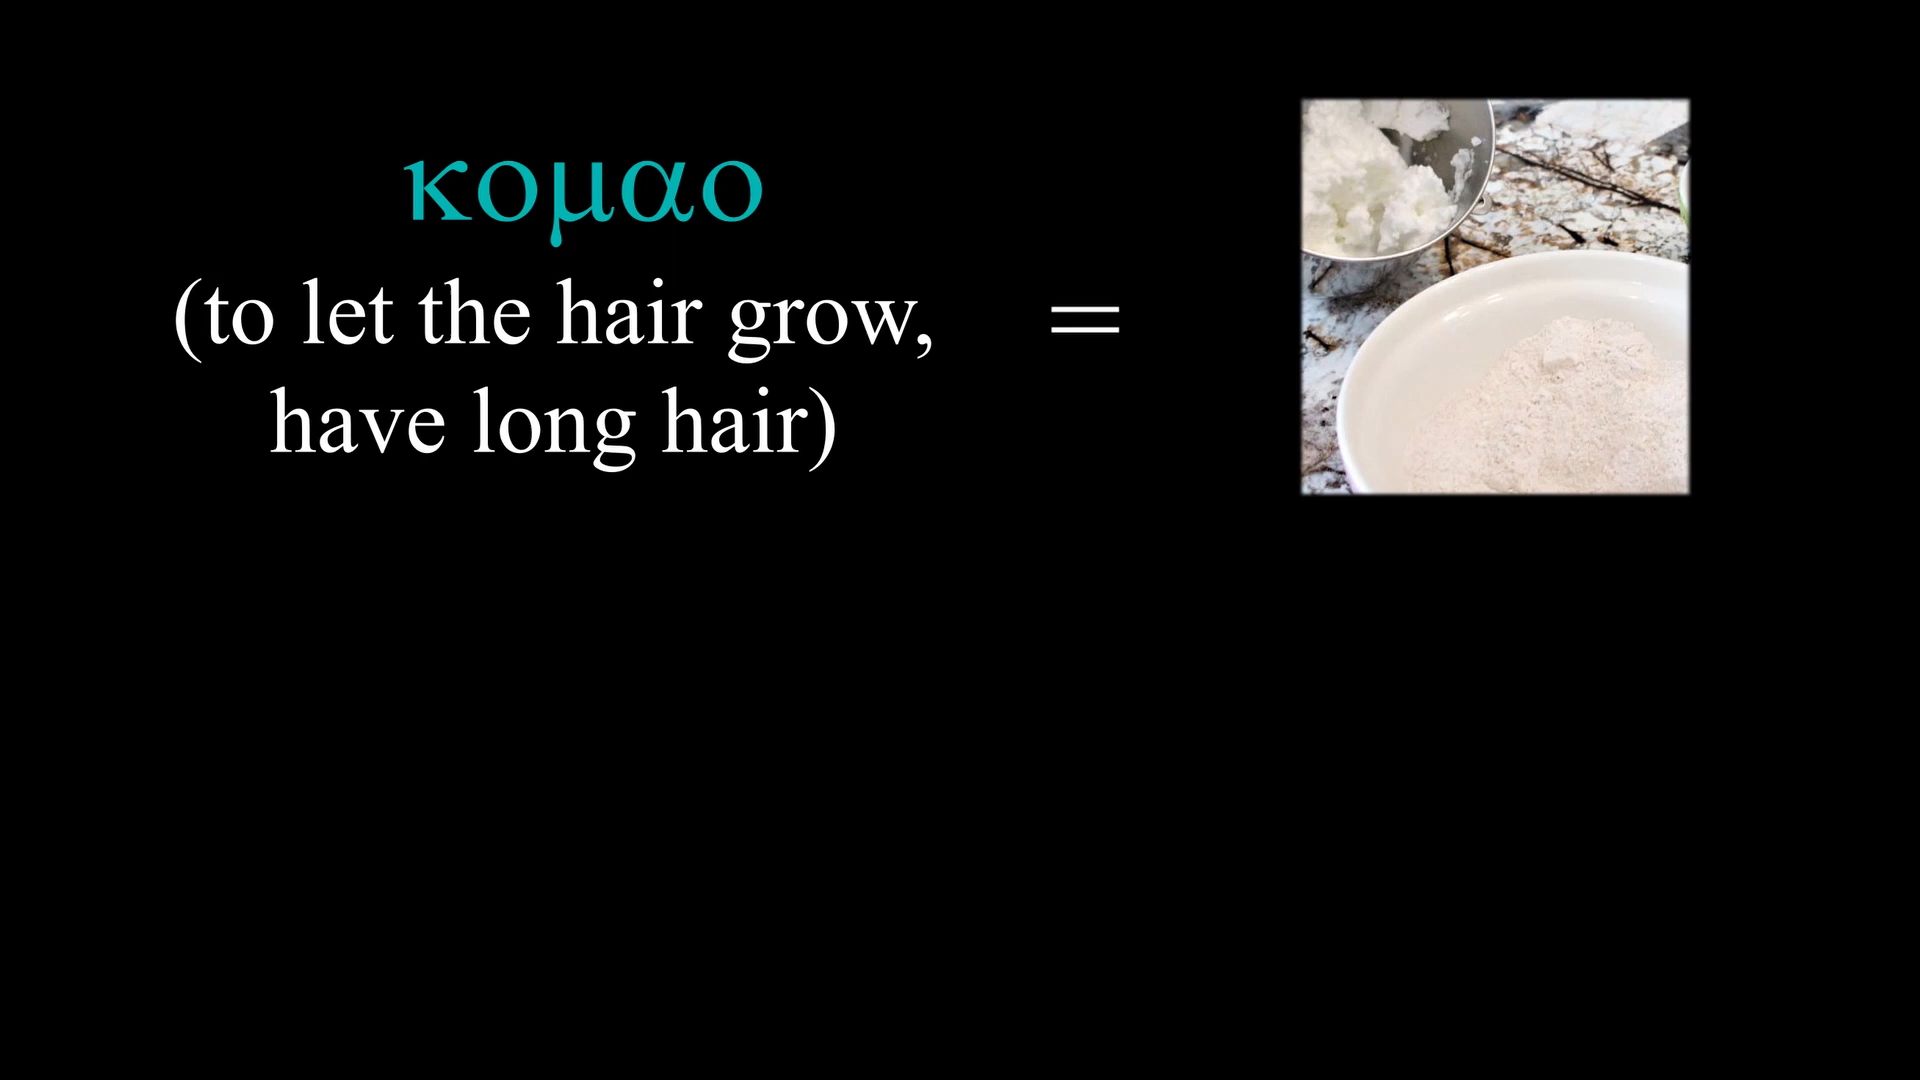 κομαο
(to let the hair grow,
have long hair)
=